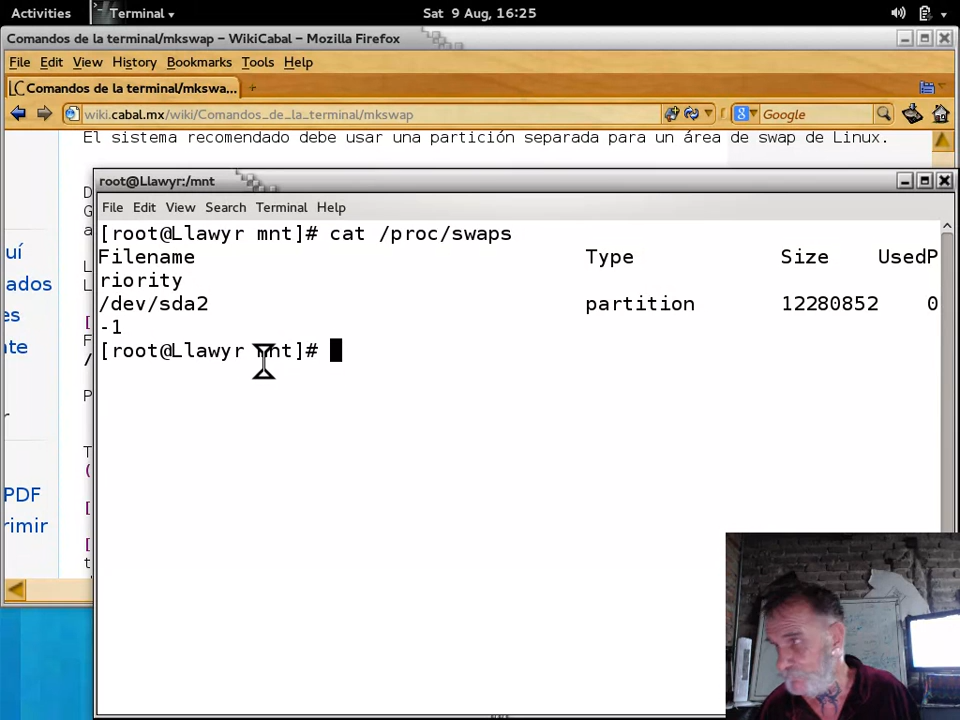 Activities Terminal Sat 9 Aug, 16:25
Comandos de la terminal/mkswap – WikiCabal – Mozilla Firefox
File Edit View History Bookmarks Tools Help
Comandos de la terminal/mkswa...
wiki.cabal.mx/wiki/Comandos_de_la_terminal/mkswap Google
El sistema recomendado debe usar una partición separada para un área de swap de Linux.
root@Llawyr:/mnt
File Edit View Search Terminal Help
[root@Llawyr mnt]# cat /proc/swaps
Filename Type Size UsedP
riority
/dev/sda2 partition 12280852 0
-1
[root@Llawyr mnt]#
uí
ados
es
nte
r
PDF
rimir